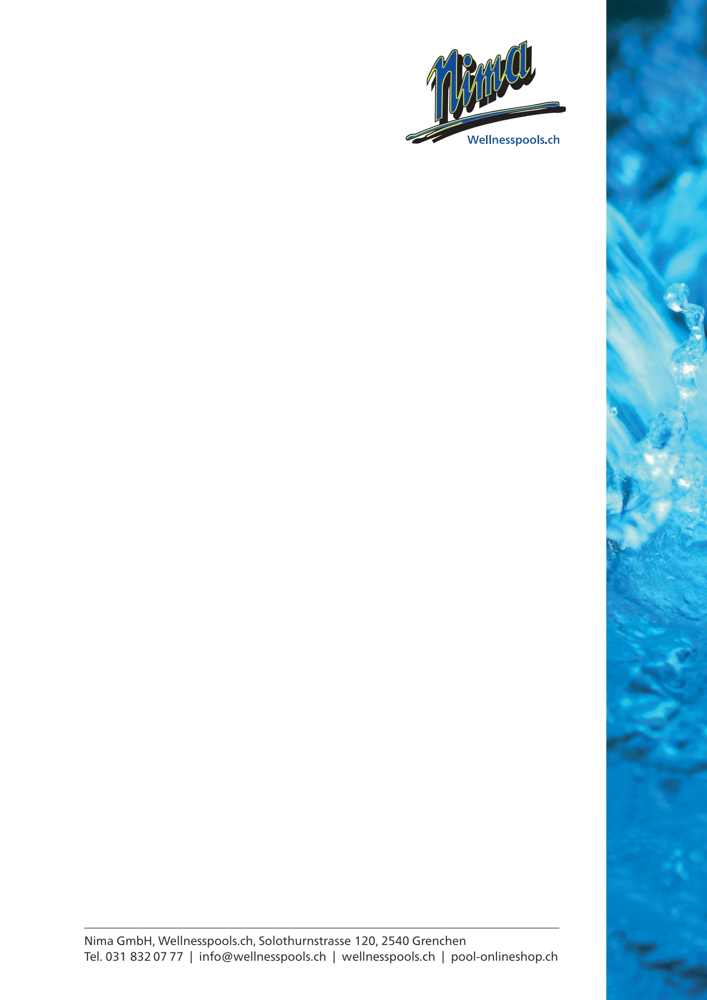 Nima
Wellnesspools.ch
Nima GmbH, Wellnesspools.ch, Solothurnstrasse 120, 2540 Grenchen
Tel. 031 832 07 77 | info@wellnesspools.ch | wellnesspools.ch | pool-onlineshop.ch